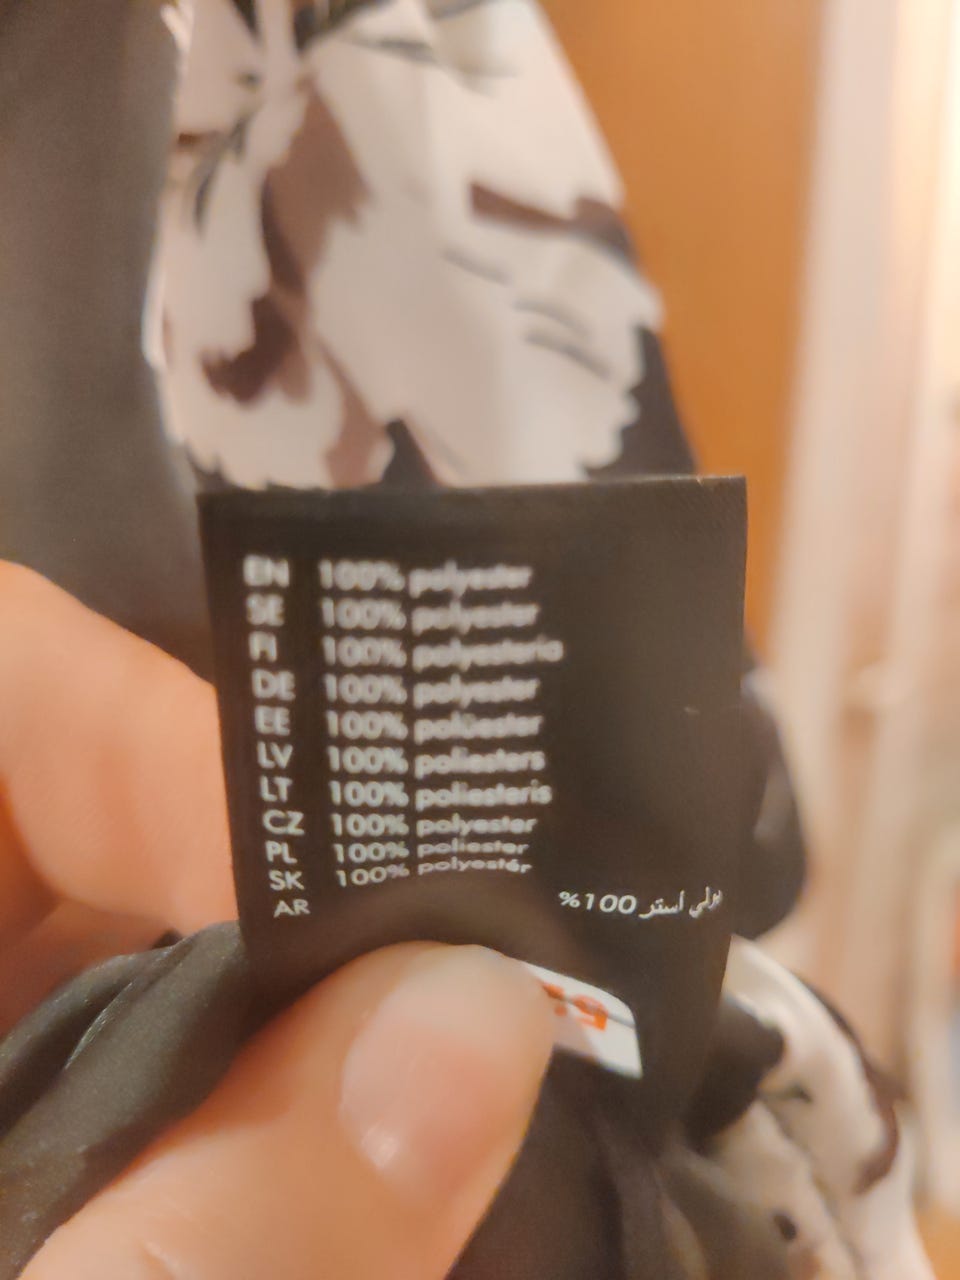 EN 100% polyester
SE 100% polyester
FI 100% polyesteria
DE 100% polyester
EE 100% polüester
LV 100% poliesters
LT 100% poliesteris
CZ 100% polyester
PL 100% poliester
SK 100% polyestér
AR بولي أستر 100%